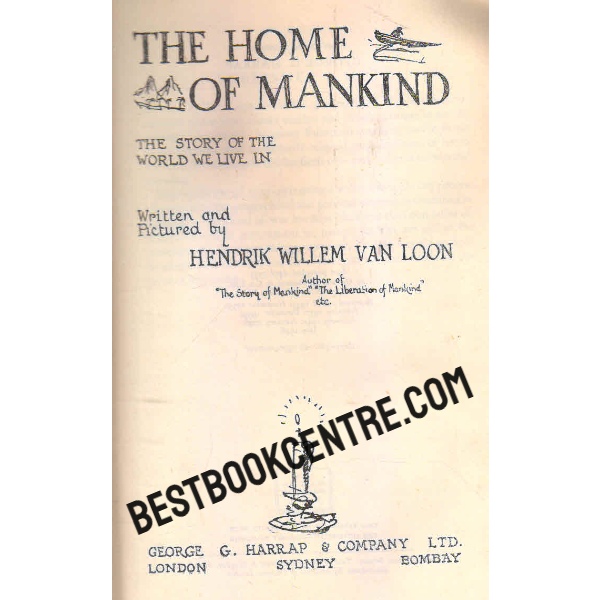 THE HOME
OF MANKIND
THE STORY OF THE
WORLD WE LIVE IN
Written and
Pictured by
HENDRIK WILLEM VAN LOON
Author of
"The Story of Mankind" "The Liberation of Mankind"
etc.
BESTBOOKCENTRE.COM
GEORGE G. HARRAP & COMPANY LTD.
LONDON SYDNEY BOMBAY